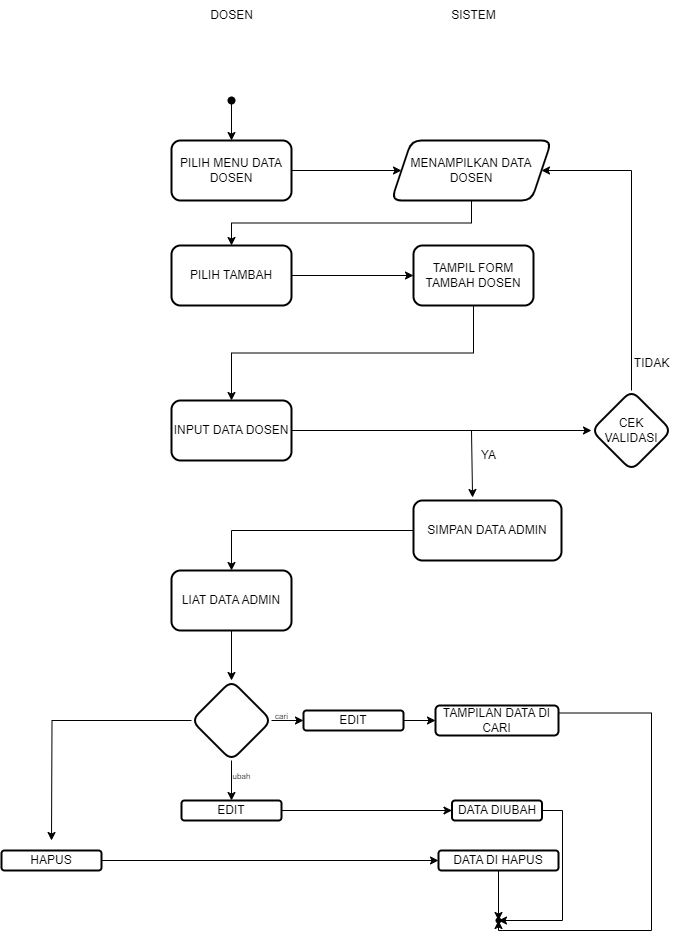 DOSEN
SISTEM
PILIH MENU DATA
DOSEN
MENAMPILKAN DATA
DOSEN
PILIH TAMBAH
TAMPIL FORM
TAMBAH DOSEN
TIDAK
INPUT DATA DOSEN
CEK
VALIDASI
YA
SIMPAN DATA ADMIN
LIAT DATA ADMIN
cari
EDIT
TAMPILAN DATA DI
CARI
ubah
EDIT
DATA DIUBAH
HAPUS
DATA DI HAPUS